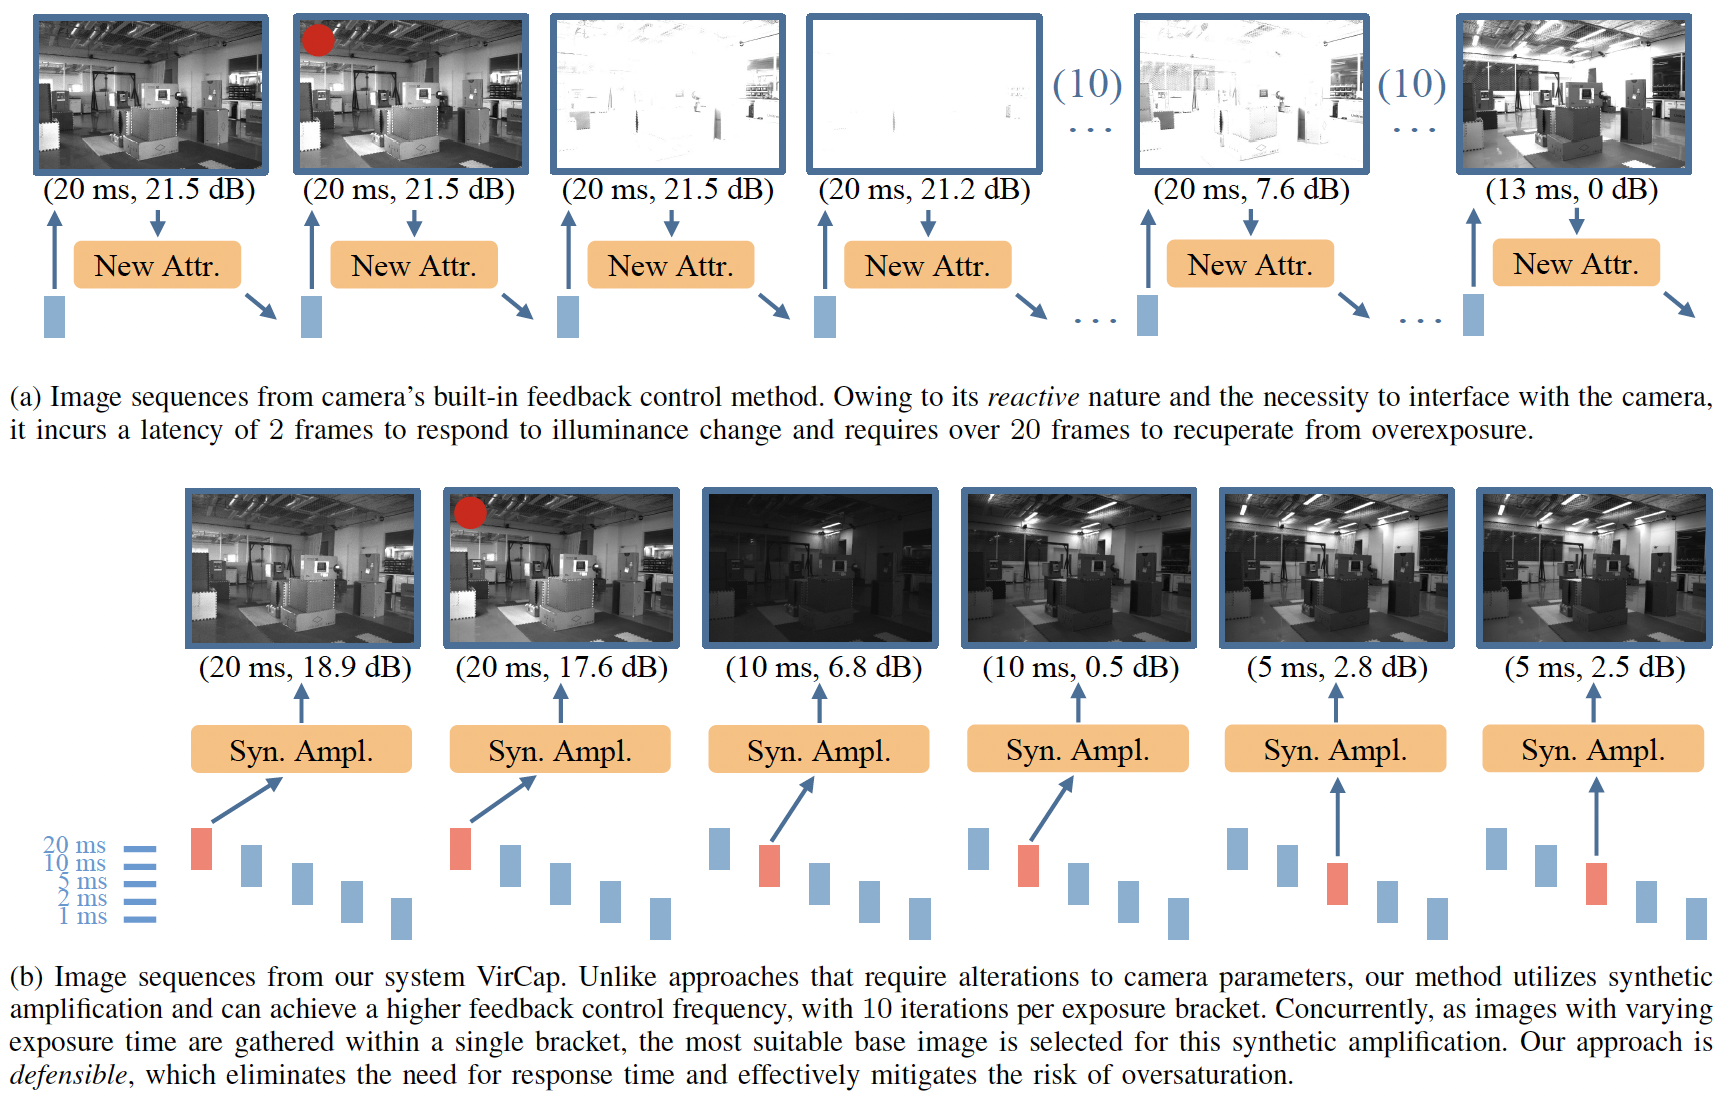 (10)
(10)
...
...
(20 ms, 21.5 dB)
(20 ms, 21.5 dB)
(20 ms, 21.5 dB)
(20 ms, 21.2 dB)
(20 ms, 7.6 dB)
(13 ms, 0 dB)
New Attr.
New Attr.
New Attr.
New Attr.
New Attr.
New Attr.
...
...
(a) Image sequences from camera's built-in feedback control method. Owing to its reactive nature and the necessity to interface with the camera,
it incurs a latency of 2 frames to respond to illuminance change and requires over 20 frames to recuperate from overexposure.
(20 ms, 18.9 dB)
(20 ms, 17.6 dB)
(10 ms, 6.8 dB)
(10 ms, 0.5 dB)
(5 ms, 2.8 dB)
(5 ms, 2.5 dB)
Syn. Ampl.
Syn. Ampl.
Syn. Ampl.
Syn. Ampl.
Syn. Ampl.
Syn. Ampl.
20 ms
10 ms
5 ms
2 ms
1 ms
(b) Image sequences from our system VirCap. Unlike approaches that require alterations to camera parameters, our method utilizes synthetic
amplification and can achieve a higher feedback control frequency, with 10 iterations per exposure bracket. Concurrently, as images with varying
exposure time are gathered within a single bracket, the most suitable base image is selected for this synthetic amplification. Our approach is
defensible, which eliminates the need for response time and effectively mitigates the risk of oversaturation.